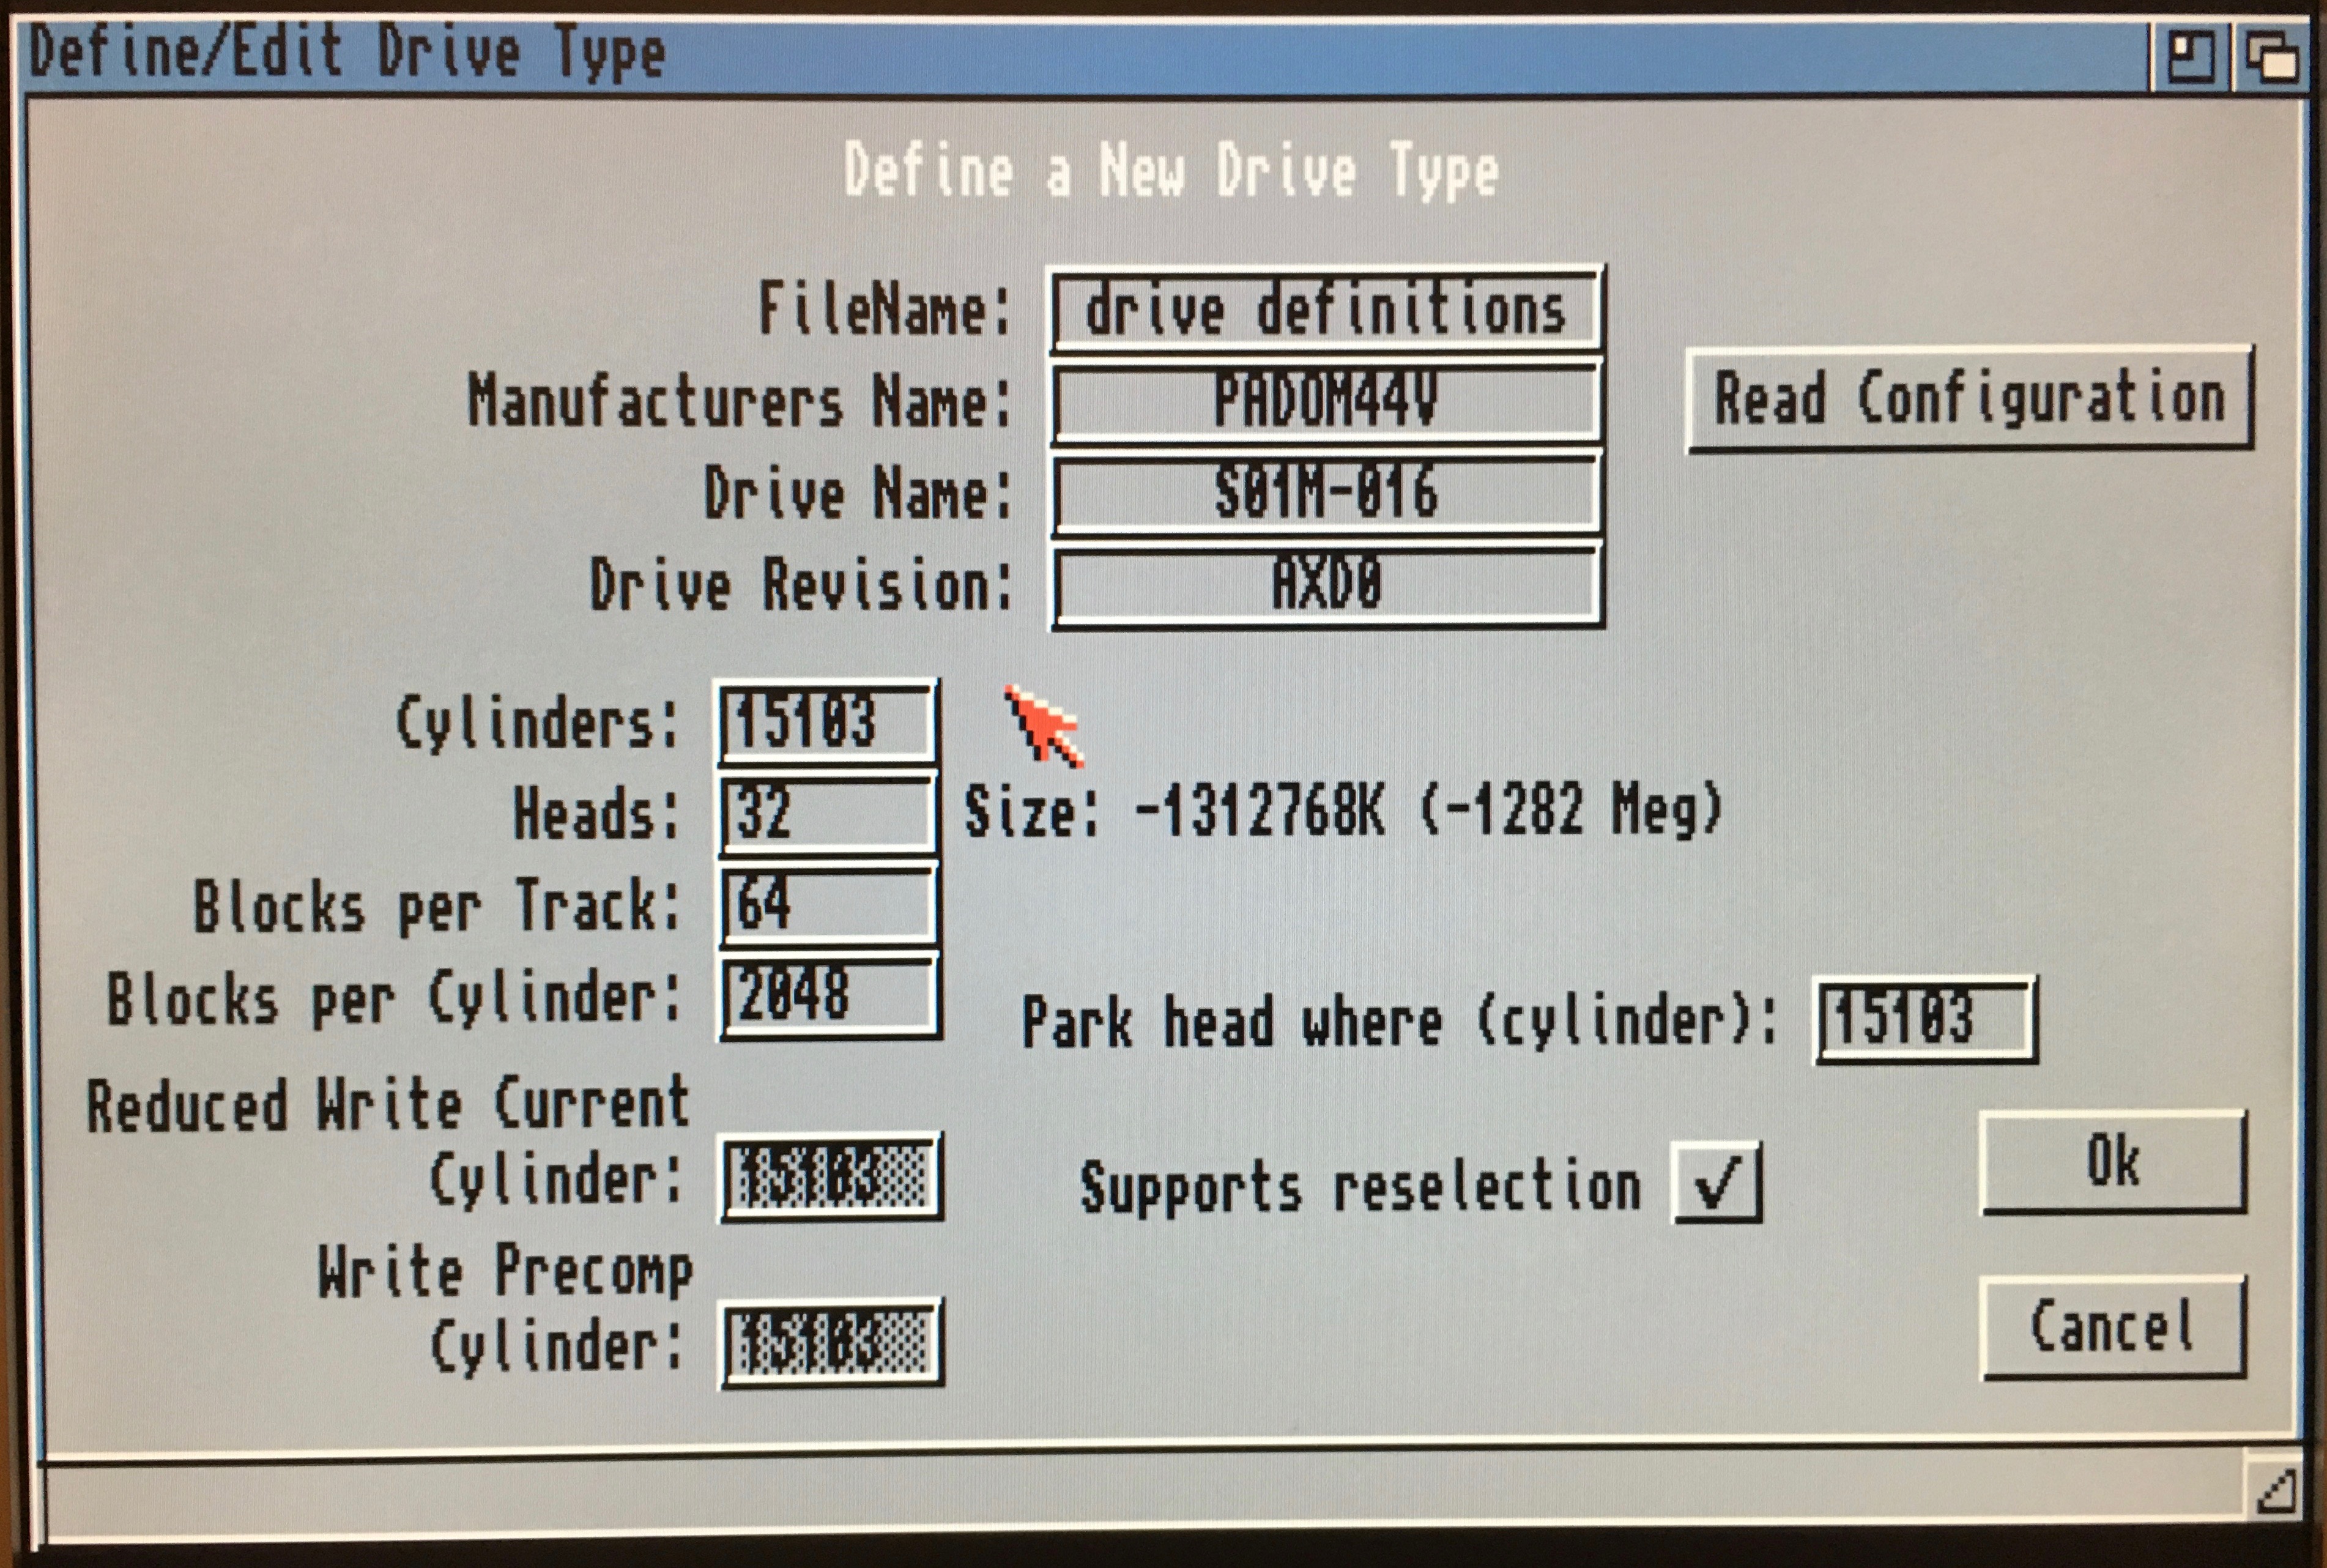 Define/Edit Drive Type
Define a New Drive Type
FileName: drive definitions
Manufacturers Name: PADOM44V
Read Configuration
Drive Name: S01M-016
Drive Revision: AXD0
Cylinders: 15103
Heads: 32
Size: -1312768K (-1282 Meg)
Blocks per Track: 64
Blocks per Cylinder: 2048
Park head where (cylinder): 15103
Reduced Write Current
Cylinder: 15103
Supports reselection ✓
Ok
Write Precomp
Cylinder: 15103
Cancel